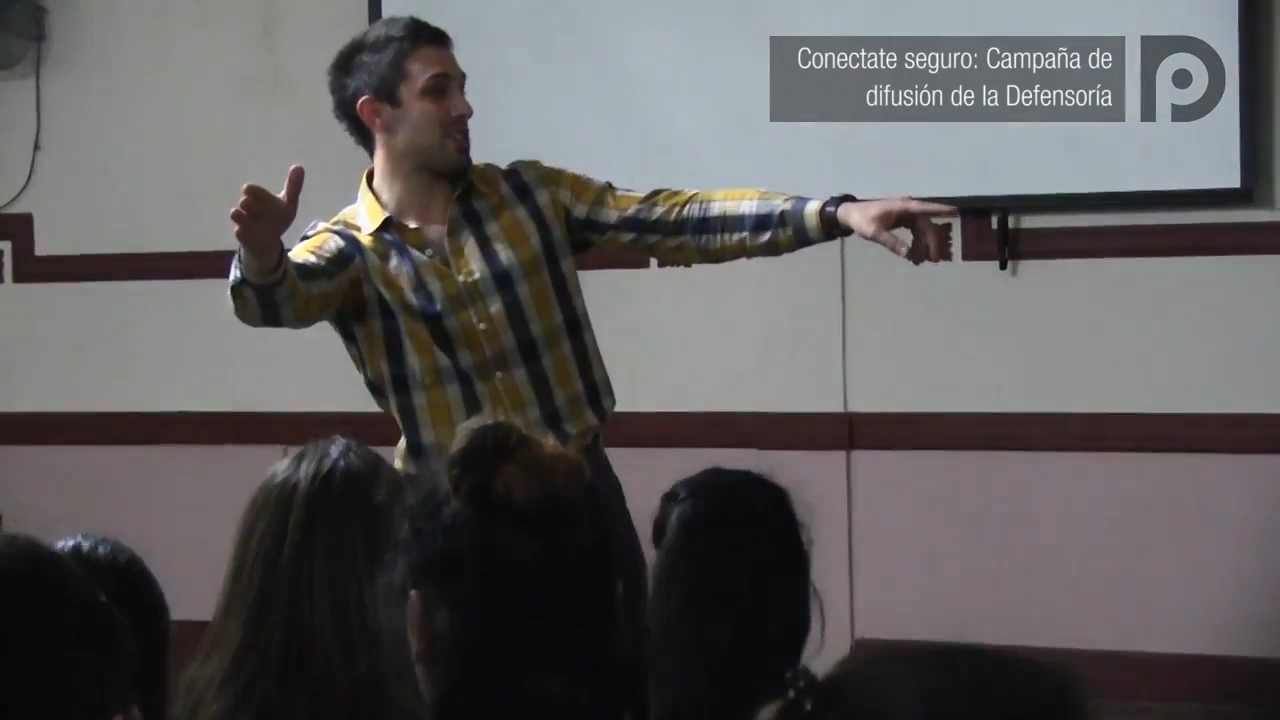 Conectate seguro: Campaña de
difusión de la Defensoría